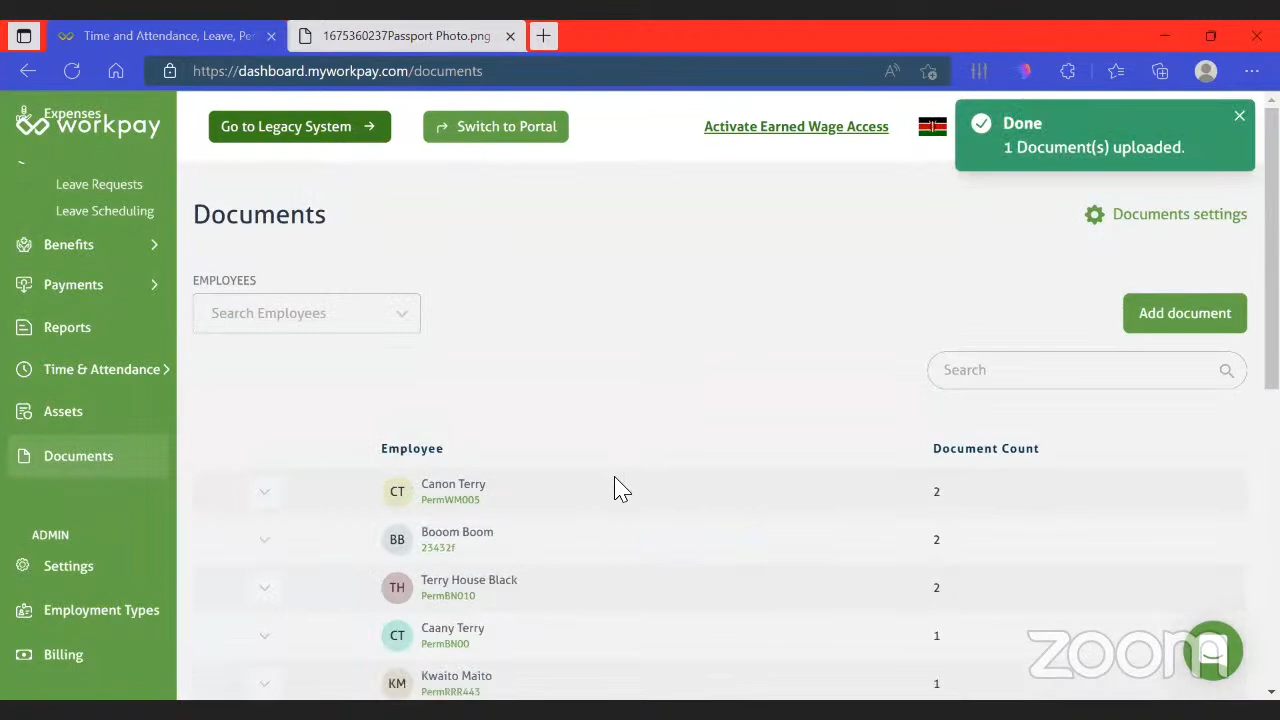 Time and Attendance, Leave, Pe
1675360237Passport Photo.png
https://dashboard.myworkpay.com/documents
Expenses
workpay
Leave Requests
Leave Scheduling
Benefits
Payments
Reports
Time & Attendance
Assets
Documents
ADMIN
Settings
Employment Types
Billing
Go to Legacy System
Switch to Portal
Activate Earned Wage Access
Done
1 Document(s) uploaded.
Documents
Documents settings
EMPLOYEES
Search Employees
Add document
Search
Employee
Document Count
CT
Canon Terry
PermWM005
2
BB
Booom Boom
23432f
2
TH
Terry House Black
PermBN010
2
CT
Caany Terry
PermBN00
1
KM
Kwaito Maito
PermRRR443
1
zoom